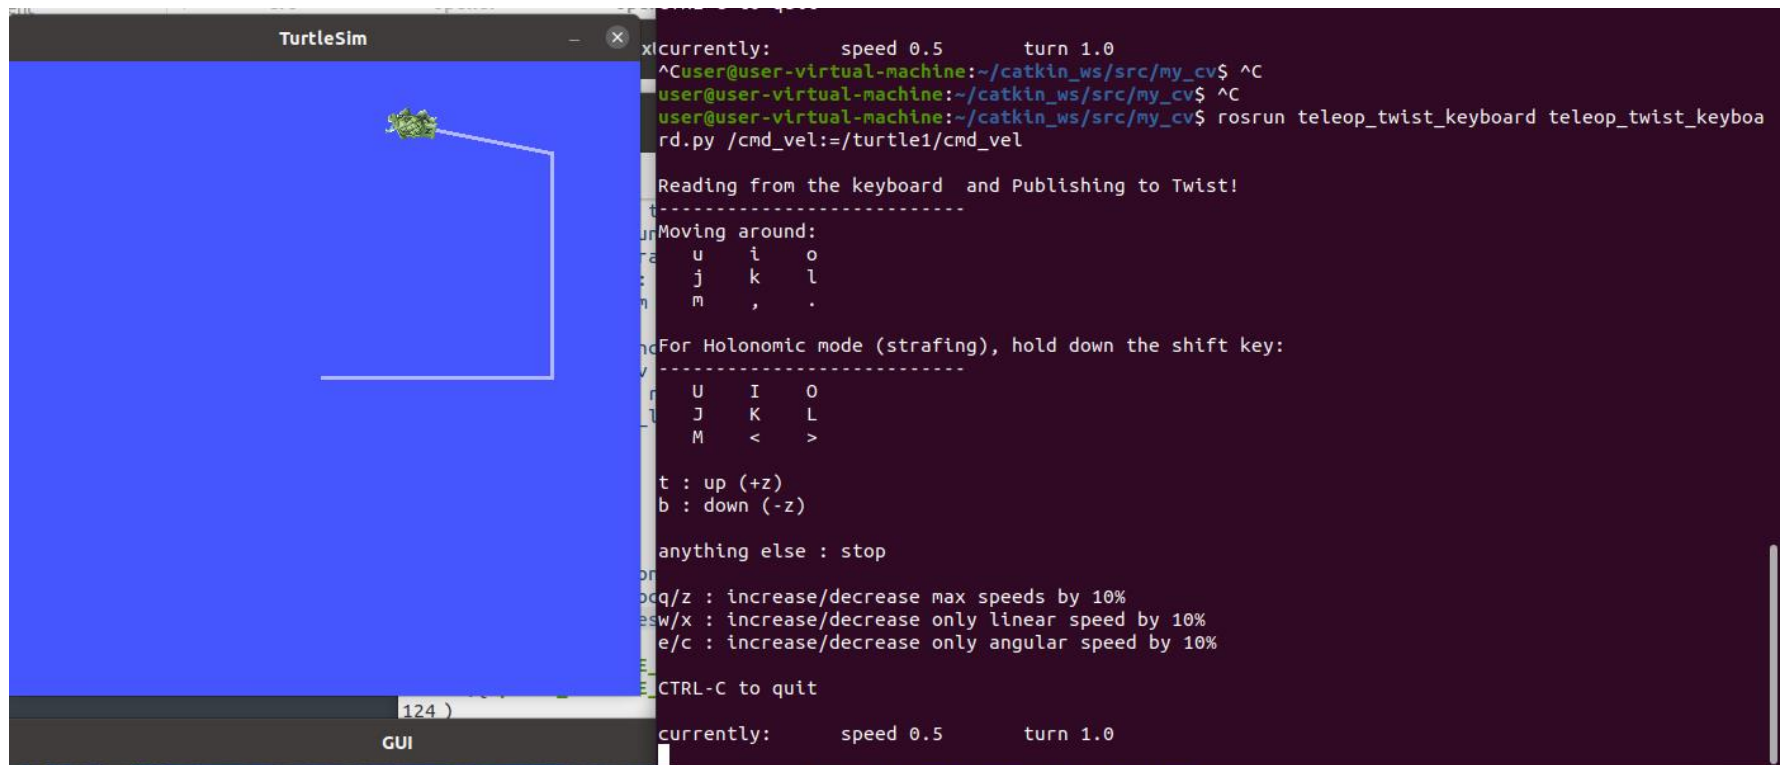 TurtleSim
currently:       speed 0.5       turn 1.0
^Cuser@user-virtual-machine:~/catkin_ws/src/my_cv$ ^C
user@user-virtual-machine:~/catkin_ws/src/my_cv$ ^C
user@user-virtual-machine:~/catkin_ws/src/my_cv$ rosrun teleop_twist_keyboard teleop_twist_keyboa
rd.py /cmd_vel:=/turtle1/cmd_vel
Reading from the keyboard  and Publishing to Twist!
---------------------------
Moving around:
   u    i    o
   j    k    l
   m    ,    .
For Holonomic mode (strafing), hold down the shift key:
---------------------------
   U    I    O
   J    K    L
   M    <    >
t : up (+z)
b : down (-z)
anything else : stop
q/z : increase/decrease max speeds by 10%
w/x : increase/decrease only linear speed by 10%
e/c : increase/decrease only angular speed by 10%
CTRL-C to quit
currently:       speed 0.5       turn 1.0
124 )
GUI